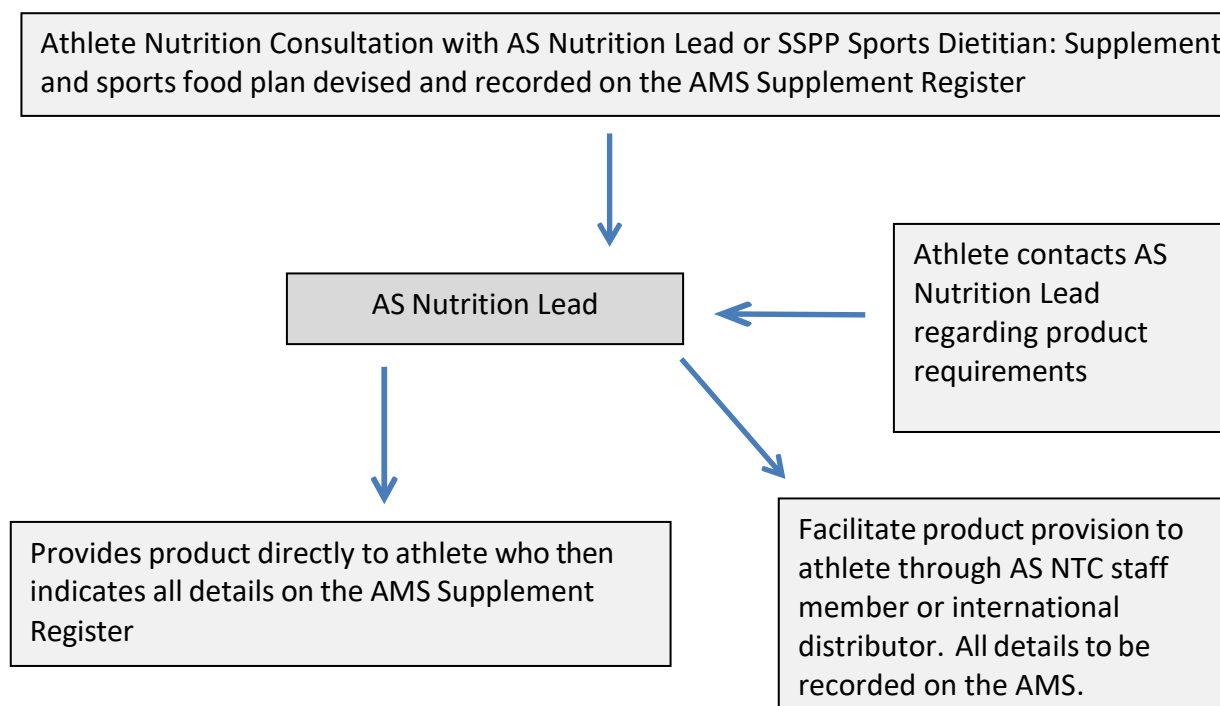 Athlete Nutrition Consultation with AS Nutrition Lead or SSPP Sports Dietitian: Supplement
and sports food plan devised and recorded on the AMS Supplement Register
Athlete contacts AS
Nutrition Lead
regarding product
requirements
AS Nutrition Lead
Provides product directly to athlete who then
indicates all details on the AMS Supplement
Register
Facilitate product provision to
athlete through AS NTC staff
member or international
distributor. All details to be
recorded on the AMS.